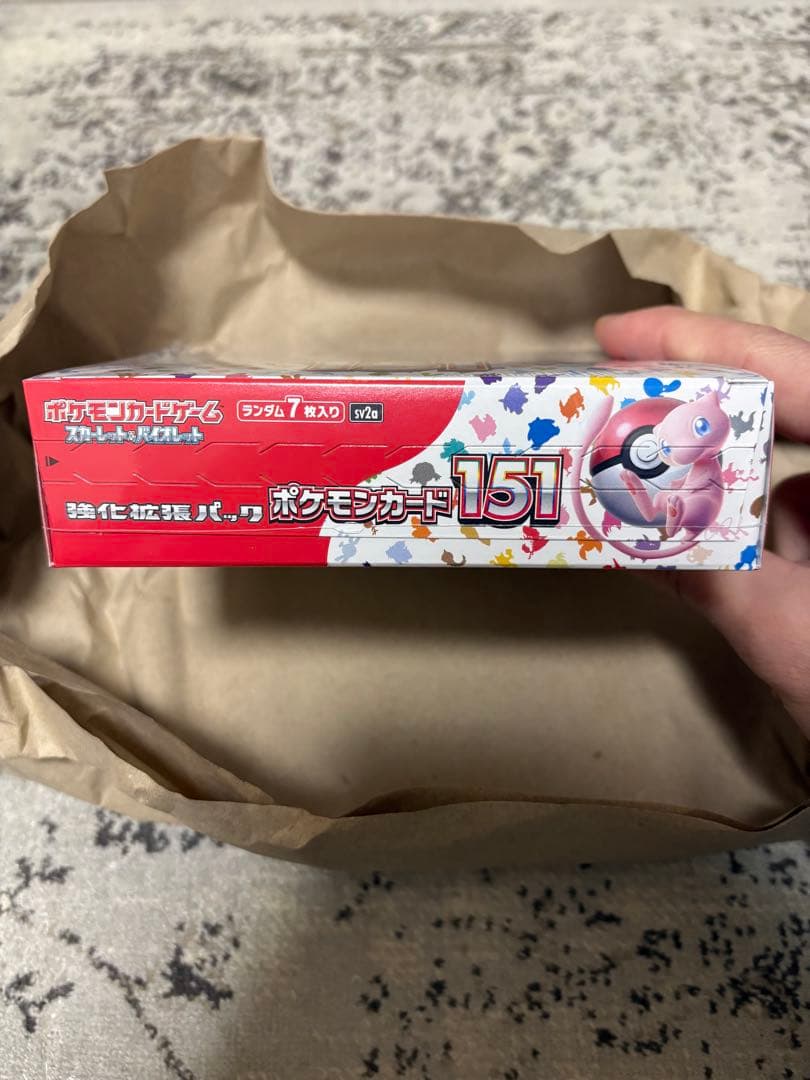 ポケモンカードゲーム
スカーレット&バイオレット
ランダム7枚入り
sv2a
強化拡張パック
ポケモンカード151